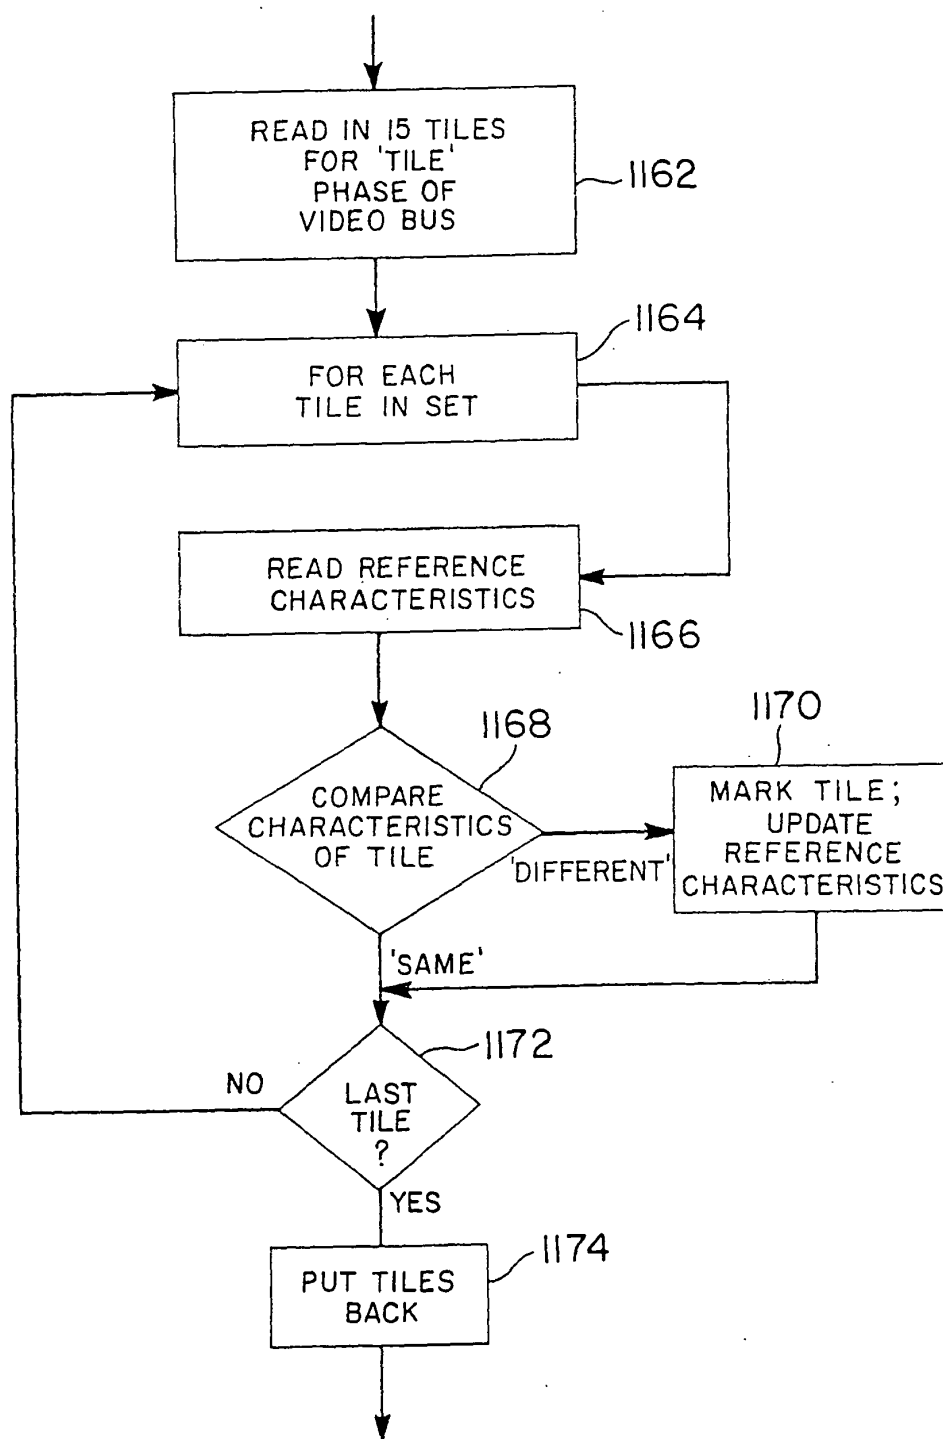 READ IN 15 TILES
FOR 'TILE'
PHASE OF
VIDEO BUS
1162
1164
FOR EACH
TILE IN SET
READ REFERENCE
CHARACTERISTICS
1166
1168
COMPARE
CHARACTERISTICS
OF TILE
'DIFFERENT'
1170
MARK TILE;
UPDATE
REFERENCE
CHARACTERISTICS
'SAME'
1172
NO
LAST
TILE
?
YES
1174
PUT TILES
BACK